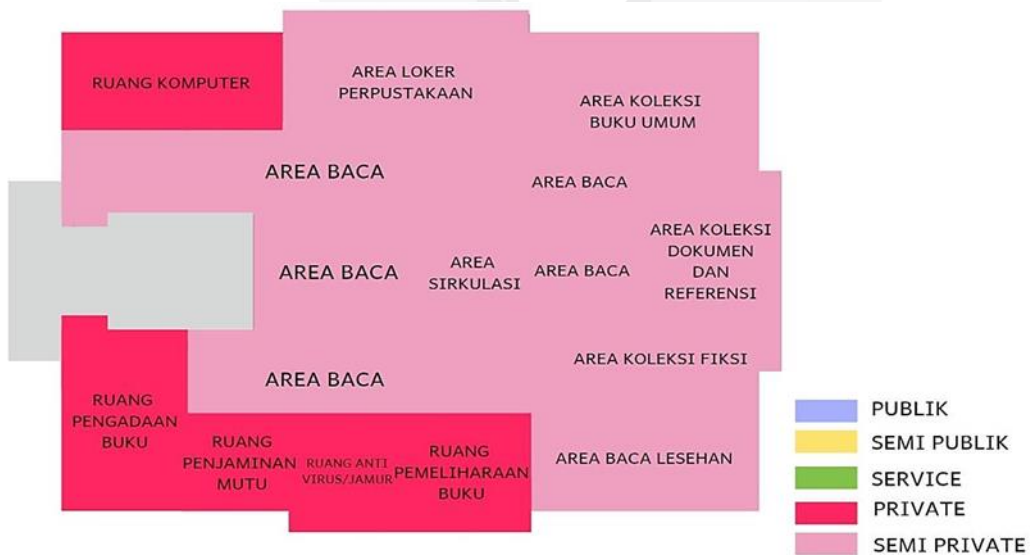 RUANG KOMPUTER
AREA LOKER
PERPUSTAKAAN
AREA KOLEKSI
BUKU UMUM
AREA BACA
AREA BACA
AREA KOLEKSI
DOKUMEN
DAN
REFERENSI
AREA BACA
AREA
SIRKULASI
AREA BACA
AREA KOLEKSI FIKSI
AREA BACA
RUANG
PENGADAAN
BUKU
RUANG
PENJAMINAN
MUTU
RUANG ANTI
VIRUS/JAMUR
RUANG
PEMELIHARAAN
BUKU
AREA BACA LESEHAN
PUBLIK
SEMI PUBLIK
SERVICE
PRIVATE
SEMI PRIVATE